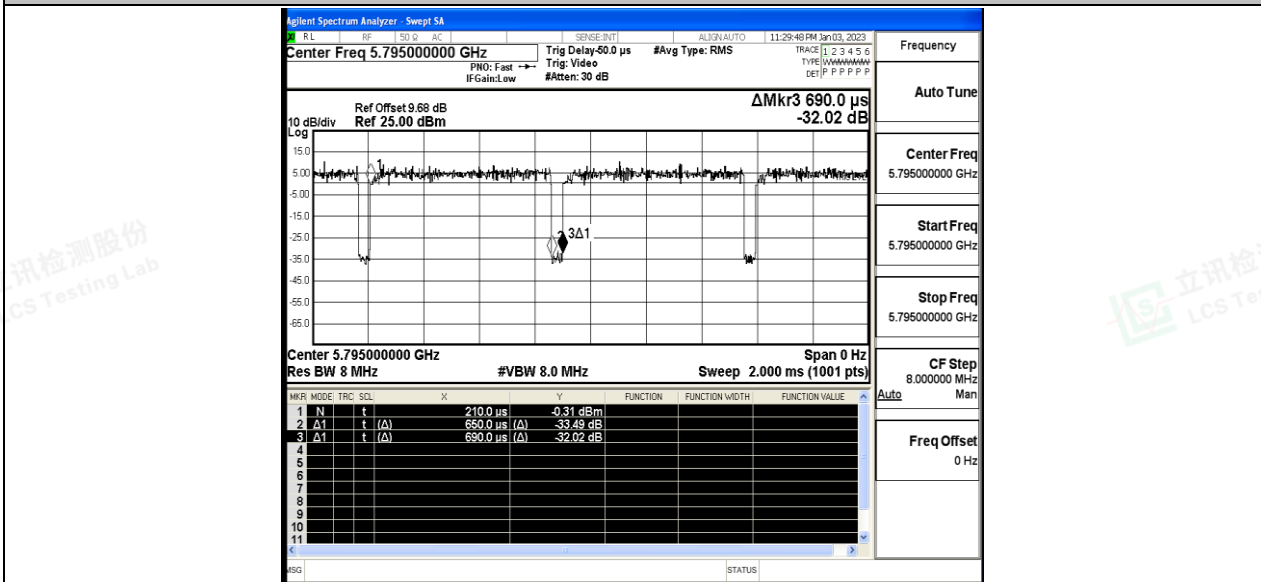 Agilent Spectrum Analyzer - Swept SA
RL RF 50 Ω AC SENSE:INT ALIGNAUTO 11:29:48 PM Jan 03, 2023
Center Freq 5.795000000 GHz
PNO: Fast
IFGain:Low
Trig Delay-50.0 µs
Trig: Video
#Atten: 30 dB
#Avg Type: RMS
TRACE 1 2 3 4 5 6
TYPE
DET P P P P P P
ΔMkr3 690.0 µs
-32.02 dB
Ref Offset 9.68 dB
10 dB/div Ref 25.00 dBm
Log
15.0
5.00
-5.00
-15.0
-25.0
-35.0
-45.0
-55.0
-65.0
1
3Δ1
Center 5.795000000 GHz Span 0 Hz
Res BW 8 MHz #VBW 8.0 MHz Sweep 2.000 ms (1001 pts)
MKR MODE TRC SCL X Y FUNCTION FUNCTION WIDTH FUNCTION VALUE
1 N t 210.0 µs -0.31 dBm
2 Δ1 t (Δ) 650.0 µs (Δ) -33.49 dB
3 Δ1 t (Δ) 690.0 µs (Δ) -32.02 dB
4
5
6
7
8
9
10
11
MSG STATUS
Frequency
Auto Tune
Center Freq
5.795000000 GHz
Start Freq
5.795000000 GHz
Stop Freq
5.795000000 GHz
CF Step
8.000000 MHz
Auto Man
Freq Offset
0 Hz
立讯检测股份
LCS Testing Lab
立讯检
LCS Te